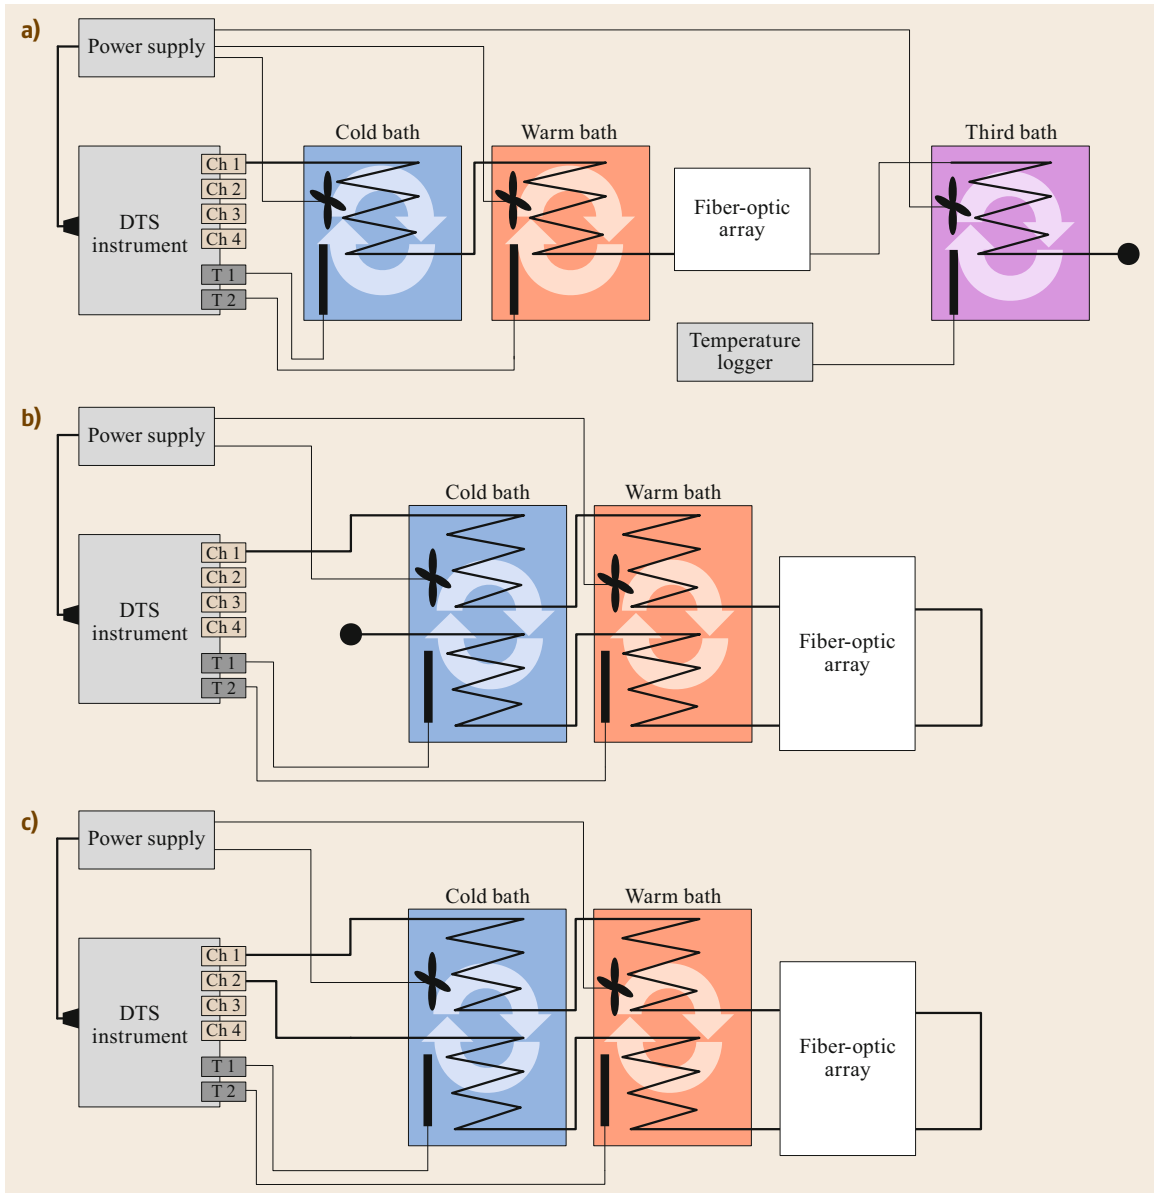 a)
Power supply
Cold bath
Warm bath
Third bath
DTS
instrument
Ch 1
Ch 2
Ch 3
Ch 4
T 1
T 2
Fiber-optic
array
Temperature
logger
b)
Power supply
Cold bath
Warm bath
DTS
instrument
Ch 1
Ch 2
Ch 3
Ch 4
T 1
T 2
Fiber-optic
array
c)
Power supply
Cold bath
Warm bath
DTS
instrument
Ch 1
Ch 2
Ch 3
Ch 4
T 1
T 2
Fiber-optic
array